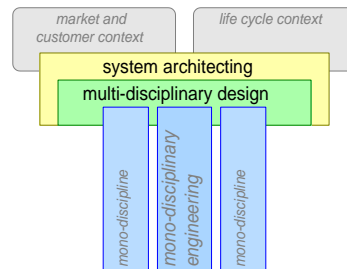 market and
customer context
life cycle context
system architecting
multi-disciplinary design
mono-discipline
mono-disciplinary
engineering
mono-discipline